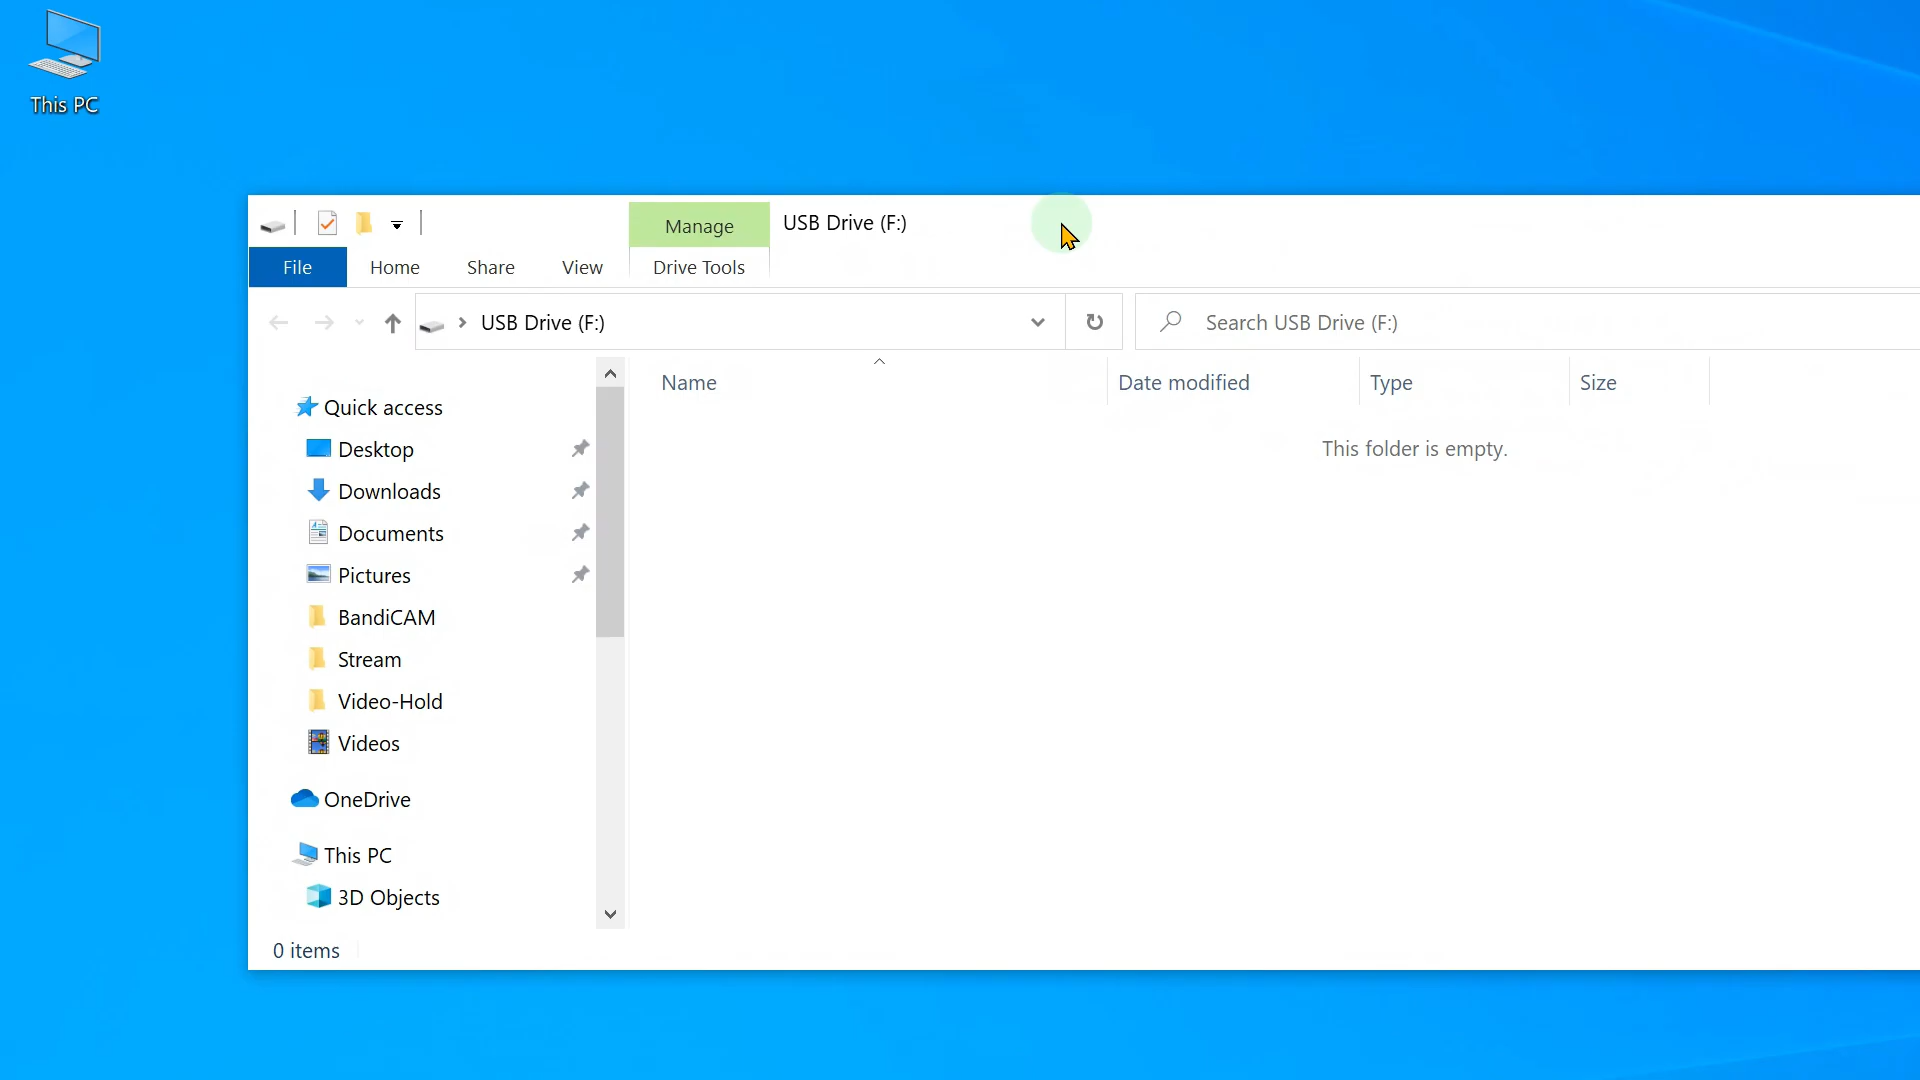 This PC
Manage
USB Drive (F:)
File
Home
Share
View
Drive Tools
USB Drive (F:)
Search USB Drive (F:)
Name
Date modified
Type
Size
This folder is empty.
Quick access
Desktop
Downloads
Documents
Pictures
BandiCAM
Stream
Video-Hold
Videos
OneDrive
This PC
3D Objects
0 items